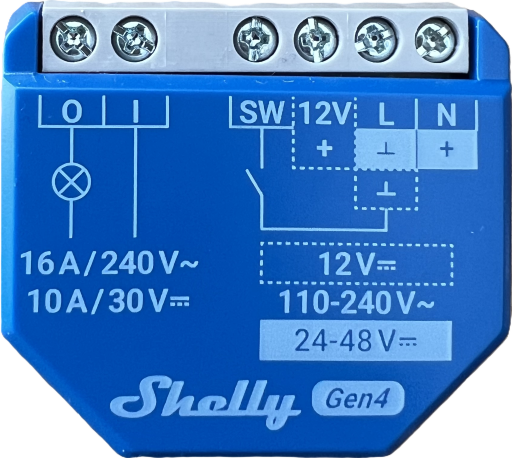 O I SW 12V L N
+ ⊥ +
⊥
16A/240V~ 12V⎓
10A/30V⎓ 110-240V~
24-48V⎓
Shelly Gen4